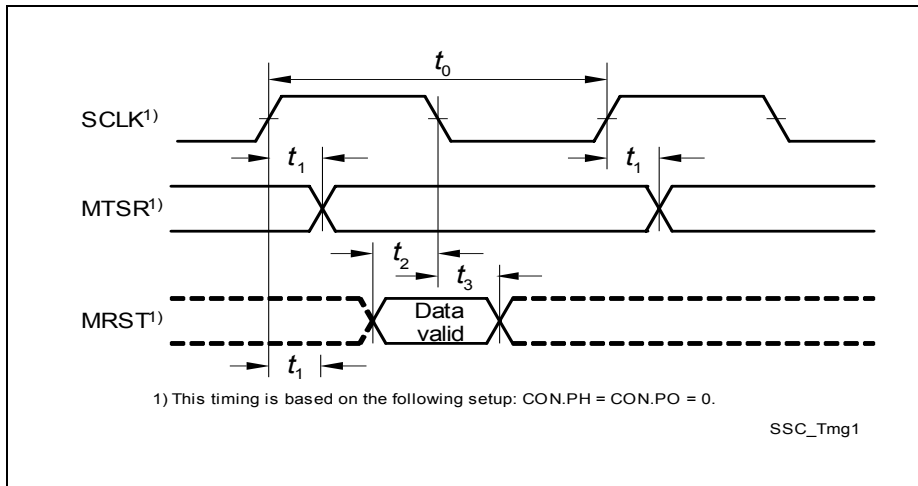 t0
SCLK1)
t1
t1
MTSR1)
t2
t3
MRST1)
Data
valid
t1
1) This timing is based on the following setup: CON.PH = CON.PO = 0.
SSC_Tmg1